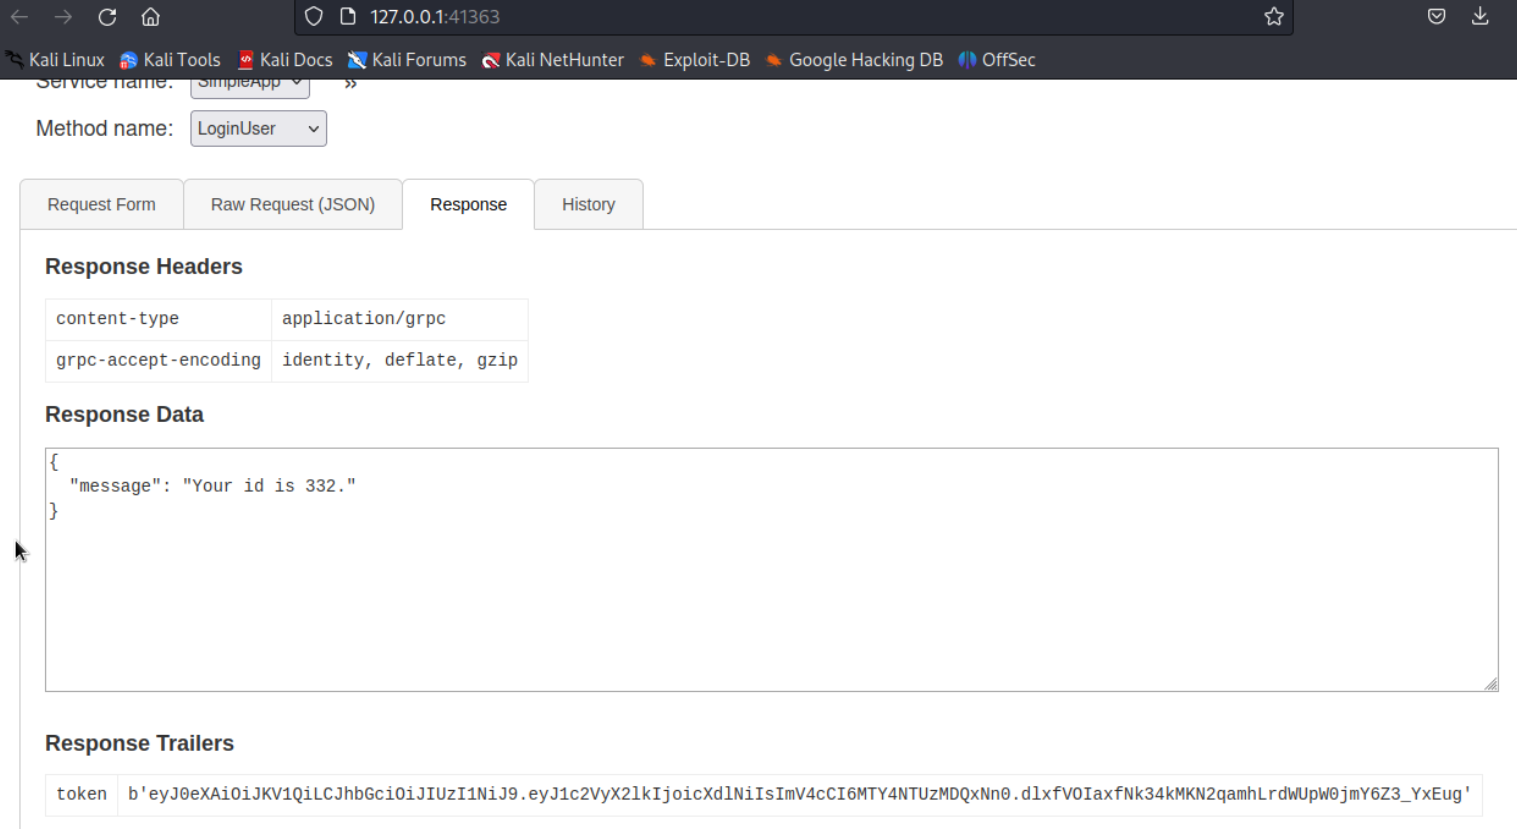 127.0.0.1:41363
Kali Linux Kali Tools Kali Docs Kali Forums Kali NetHunter Exploit-DB Google Hacking DB OffSec
Service name: SimpleApp »
Method name: LoginUser
Request Form Raw Request (JSON) Response History
Response Headers
content-type application/grpc
grpc-accept-encoding identity, deflate, gzip
Response Data
{
"message": "Your id is 332."
}
Response Trailers
token b'eyJ0eXAiOiJKV1QiLCJhbGciOiJIUzI1NiJ9.eyJ1c2VyX2lkIjoicXdlNiIsImV4cCI6MTY4NTUzMDQxNn0.dlxfVOIaxfNk34kMKN2qamhLrdWUpW0jmY6Z3_YxEug'